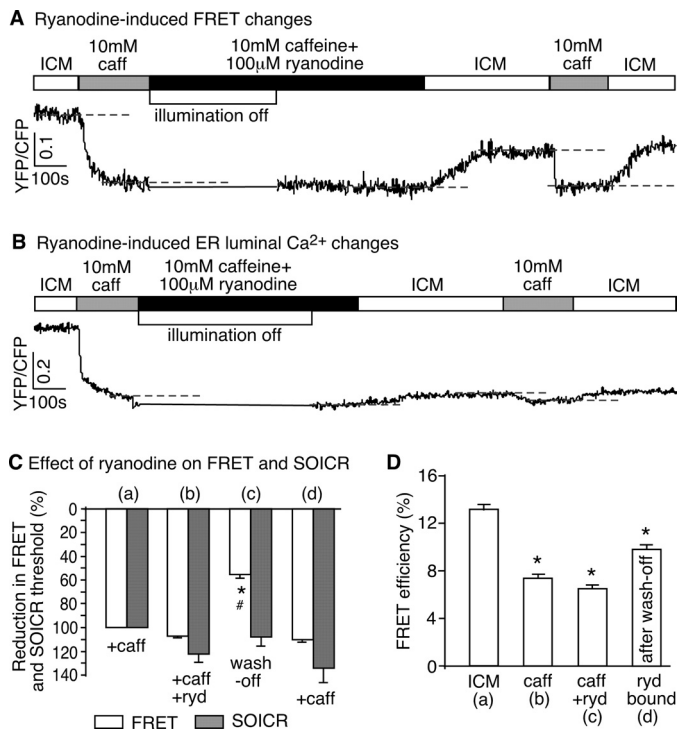 A Ryanodine-induced FRET changes
10mM caffeine+
10mM
10mM
ICM caff 100μM ryanodine ICM caff ICM
illumination off
YFP/CFP
0.1
100s
B Ryanodine-induced ER luminal Ca²⁺ changes
10mM 10mM caffeine+ 10mM
ICM caff 100μM ryanodine ICM caff ICM
illumination off
YFP/CFP
0.2
100s
C Effect of ryanodine on FRET and SOICR
(a) (b) (c) (d)
Reduction in FRET
and SOICR threshold (%)
0
20
40
60
80
100
120
140
+caff
+caff
+ryd
*
#
wash
-off
+caff
FRET SOICR
D
FRET efficiency (%)
16
12
8
4
0
* * *
after wash-off
ICM
(a)
caff
(b)
caff
+ryd
(c)
ryd
bound
(d)